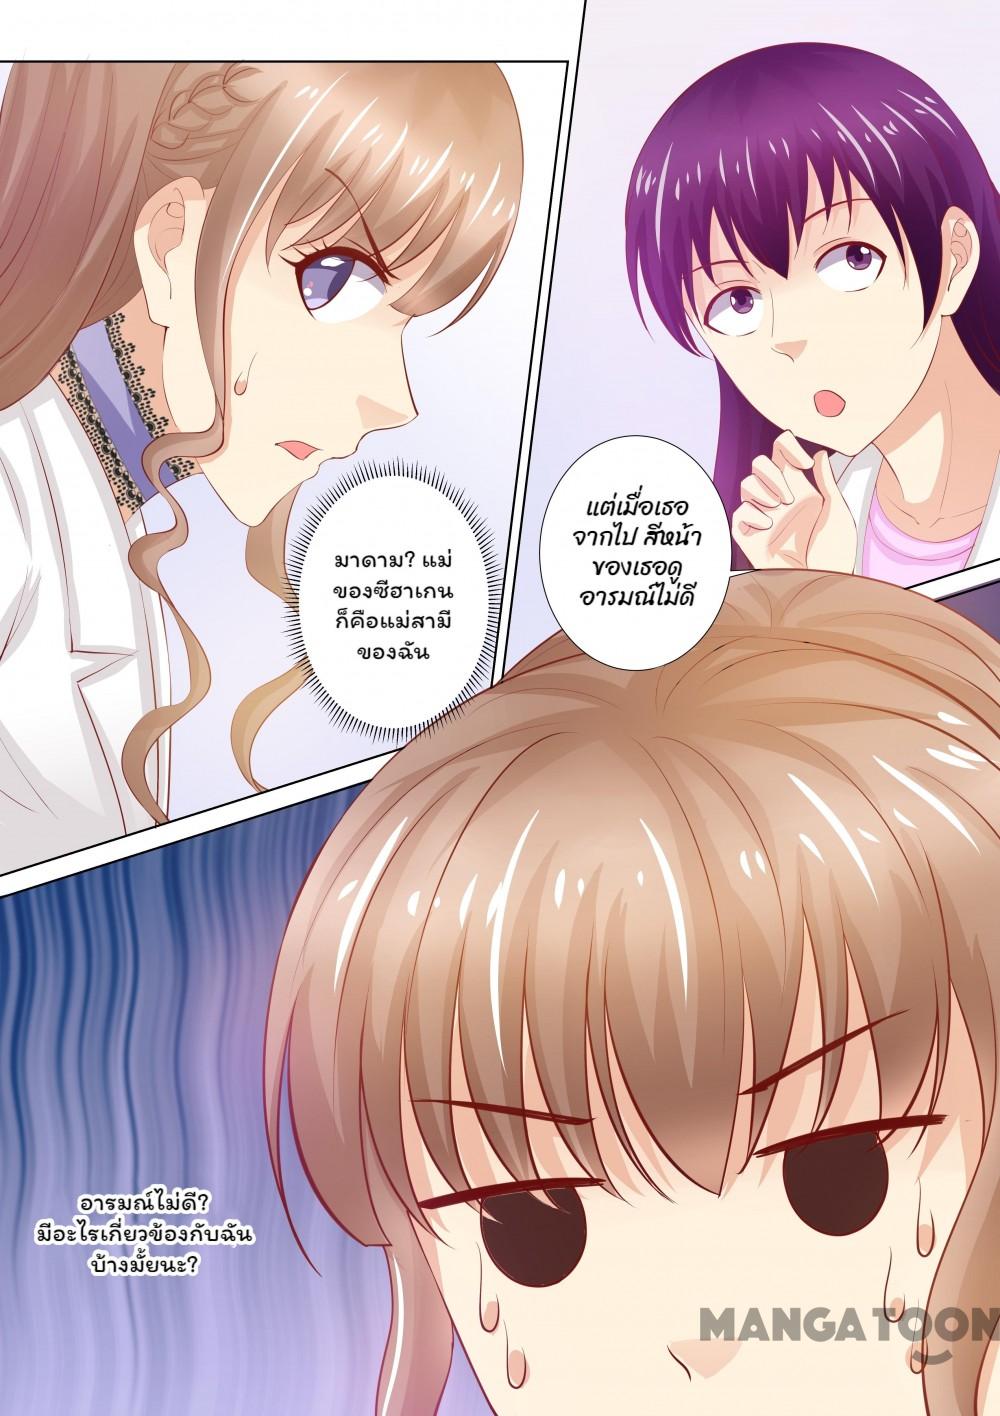 แต่เมื่อเธอ
จากไป สีหน้า
ของเธอดู
อารมณ์ไม่ดี
มาดาม? แม่
ของซีฮาเกน
ก็คือแม่สามี
ของฉัน
อารมณ์ไม่ดี?
มีอะไรเกี่ยวข้องกับฉัน
บ้างมั้ยนะ?
MANGATOON